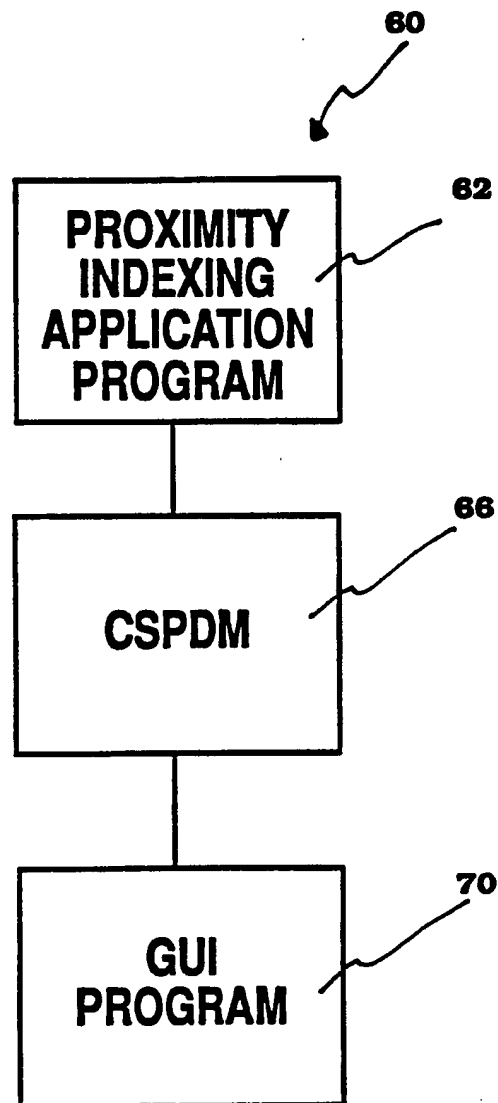 60
62
PROXIMITY
INDEXING
APPLICATION
PROGRAM
66
CSPDM
70
GUI
PROGRAM